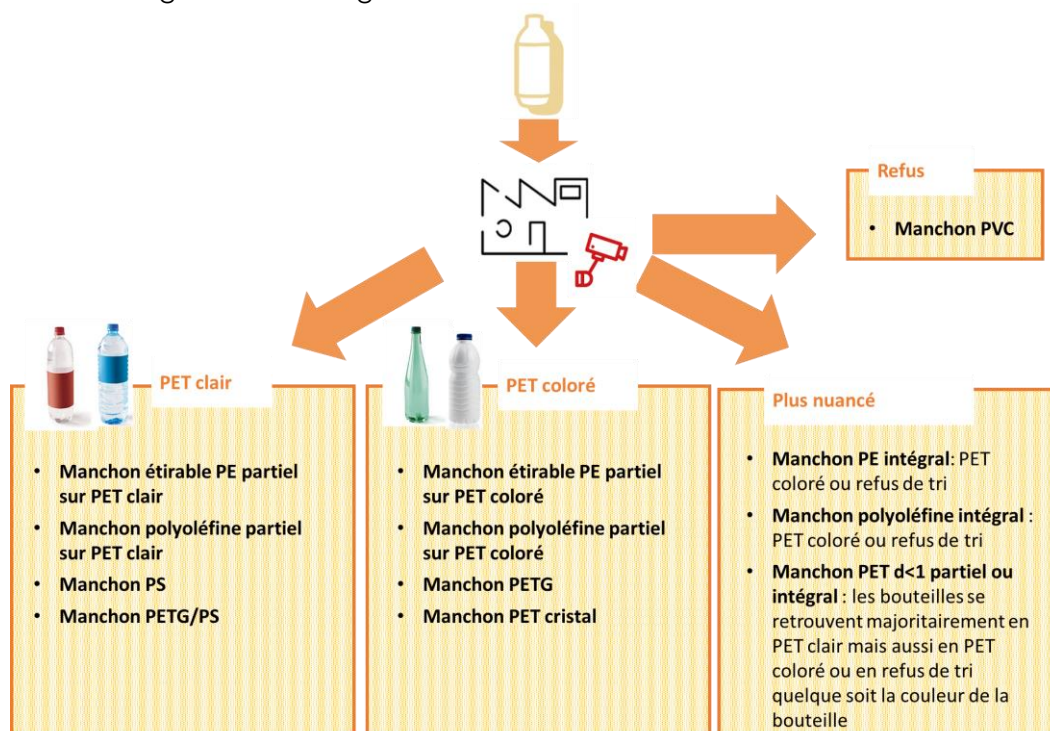 Refus
• Manchon PVC
PET clair
• Manchon étirable PE partiel
sur PET clair
• Manchon polyoléfine partiel
sur PET clair
• Manchon PS
• Manchon PETG/PS
PET coloré
• Manchon étirable PE partiel
sur PET coloré
• Manchon polyoléfine partiel
sur PET coloré
• Manchon PETG
• Manchon PET cristal
Plus nuancé
• Manchon PE intégral: PET
coloré ou refus de tri
• Manchon polyoléfine intégral :
PET coloré ou refus de tri
• Manchon PET d<1 partiel ou
intégral : les bouteilles se
retrouvent majoritairement en
PET clair mais aussi en PET
coloré ou en refus de tri
quelque soit la couleur de la
bouteille